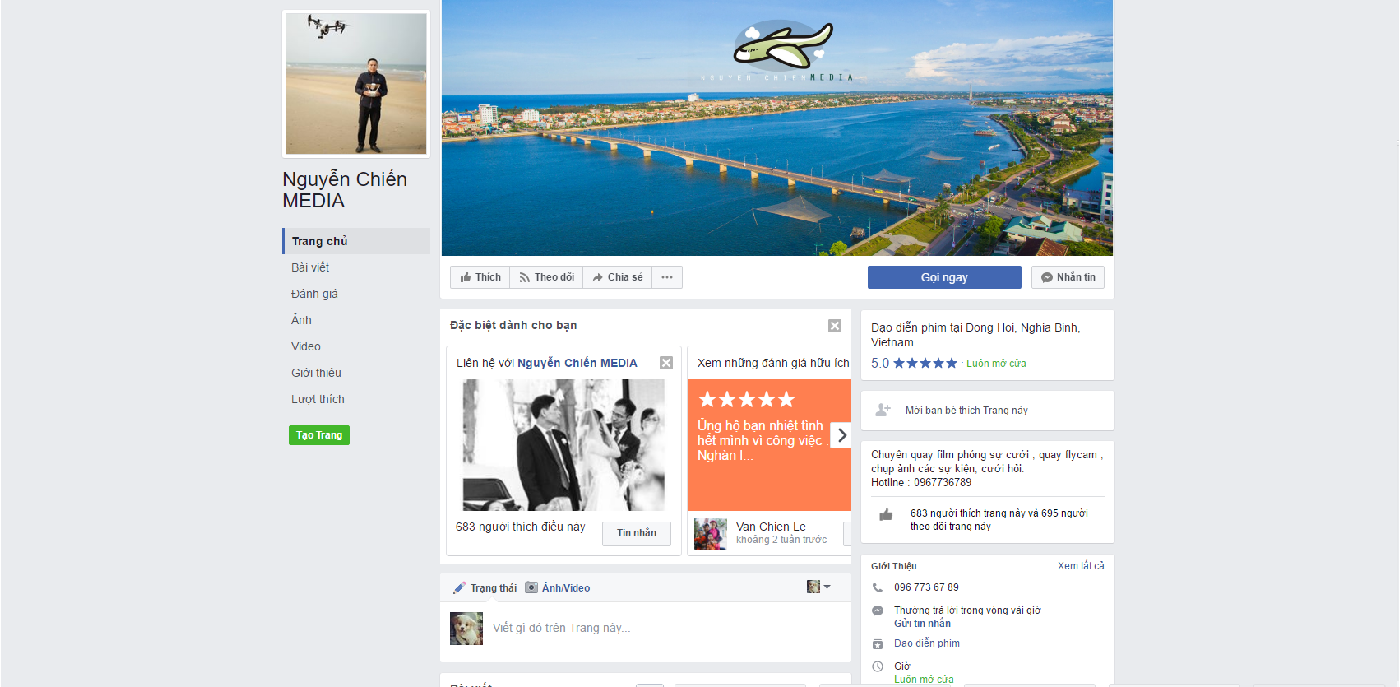 NGUYEN CHIEN MEDIA
Nguyễn Chiến
MEDIA
Trang chủ
Bài viết
Đánh giá
Ảnh
Video
Giới thiệu
Lượt thích
Tạo Trang
Thích
Theo dõi
Chia sẻ
Gọi ngay
Nhắn tin
Đặc biệt dành cho bạn
Liên hệ với Nguyễn Chiến MEDIA
683 người thích điều này
Tin nhắn
Xem những đánh giá hữu ích
Ủng hộ bạn nhiệt tình
hết mình vì công việc .
Nghàn l...
Van Chien Le
khoảng 2 tuần trước
Trạng thái
Ảnh/Video
Viết gì đó trên Trang này...
Đạo diễn phim tại Dong Hoi, Nghia Binh,
Vietnam
5.0 ★★★★★ · Luôn mở cửa
Mời bạn bè thích Trang này
Chuyên quay film phóng sự cưới , quay flycam ,
chụp ảnh các sự kiện, cưới hỏi.
Hotline : 0967736789
683 người thích trang này và 695 người
theo dõi trang này
Giới Thiệu
Xem tất cả
096 773 67 89
Thường trả lời trong vòng vài giờ
Gửi tin nhắn
Đạo diễn phim
Giờ
Luôn mở cửa